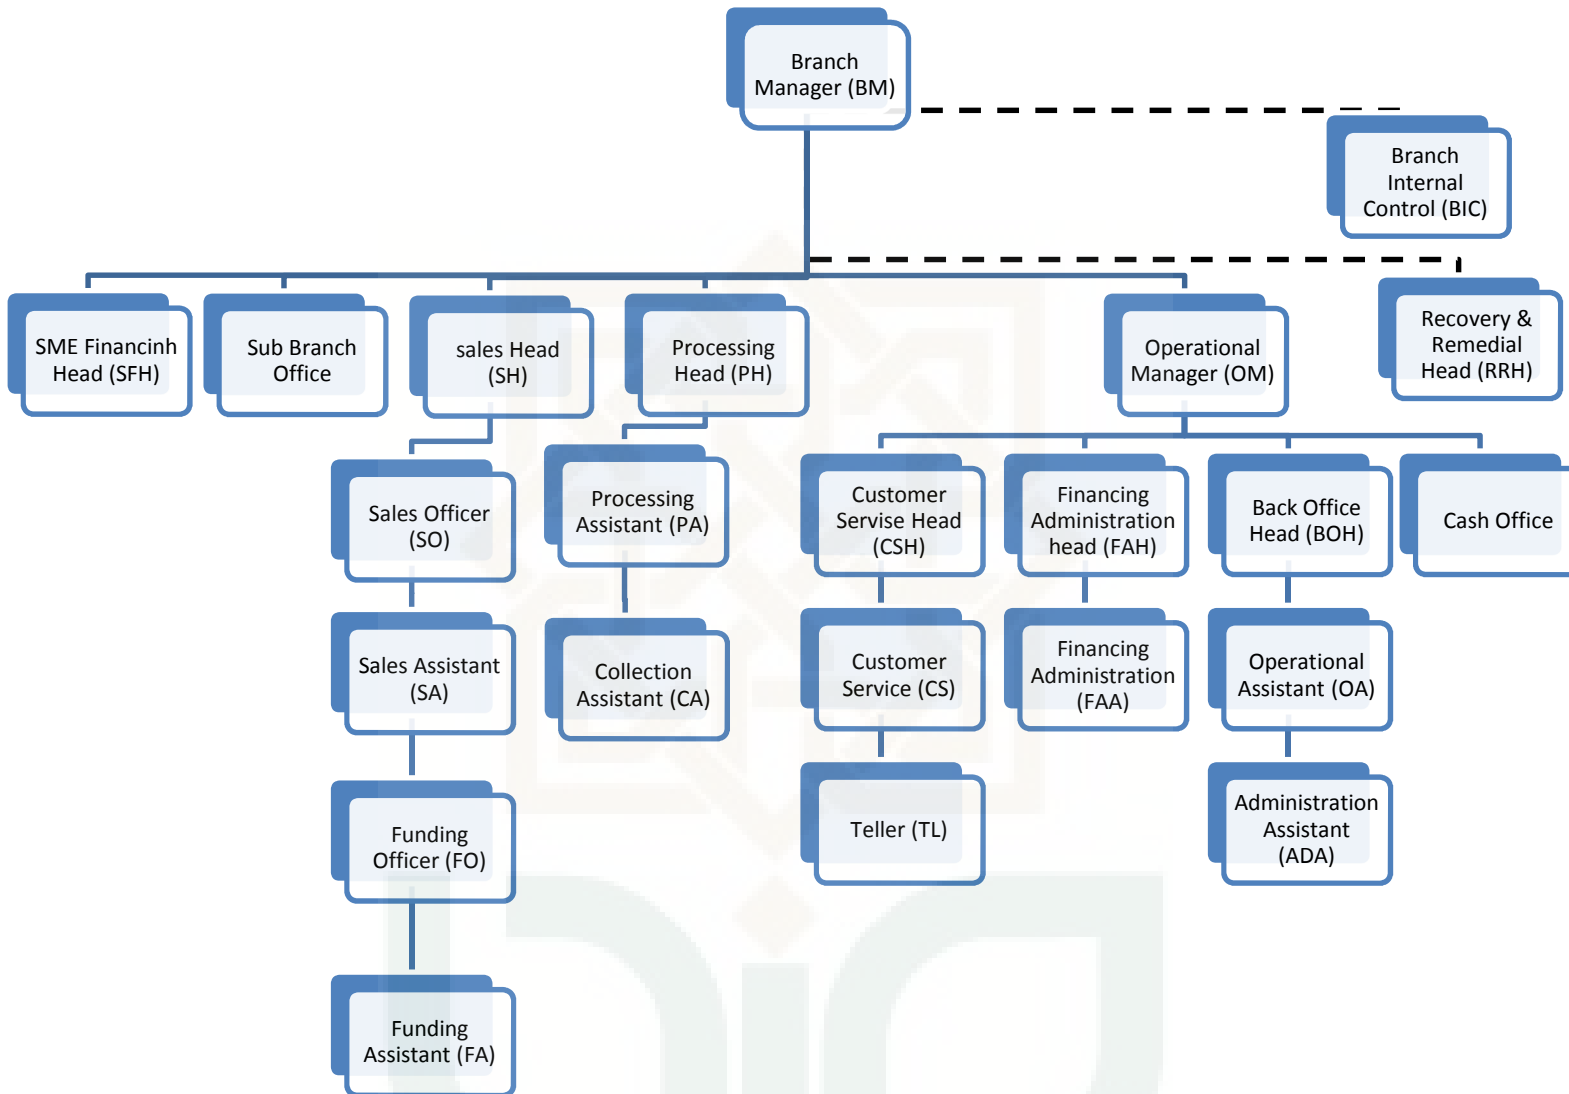 Branch
Manager (BM)
Branch
Internal
Control (BIC)
SME Financinh
Head (SFH)
Sub Branch
Office
sales Head
(SH)
Processing
Head (PH)
Operational
Manager (OM)
Recovery &
Remedial
Head (RRH)
Sales Officer
(SO)
Processing
Assistant (PA)
Customer
Servise Head
(CSH)
Financing
Administration
head (FAH)
Back Office
Head (BOH)
Cash Office
Sales Assistant
(SA)
Collection
Assistant (CA)
Customer
Service (CS)
Financing
Administration
(FAA)
Operational
Assistant (OA)
Funding
Officer (FO)
Teller (TL)
Administration
Assistant
(ADA)
Funding
Assistant (FA)